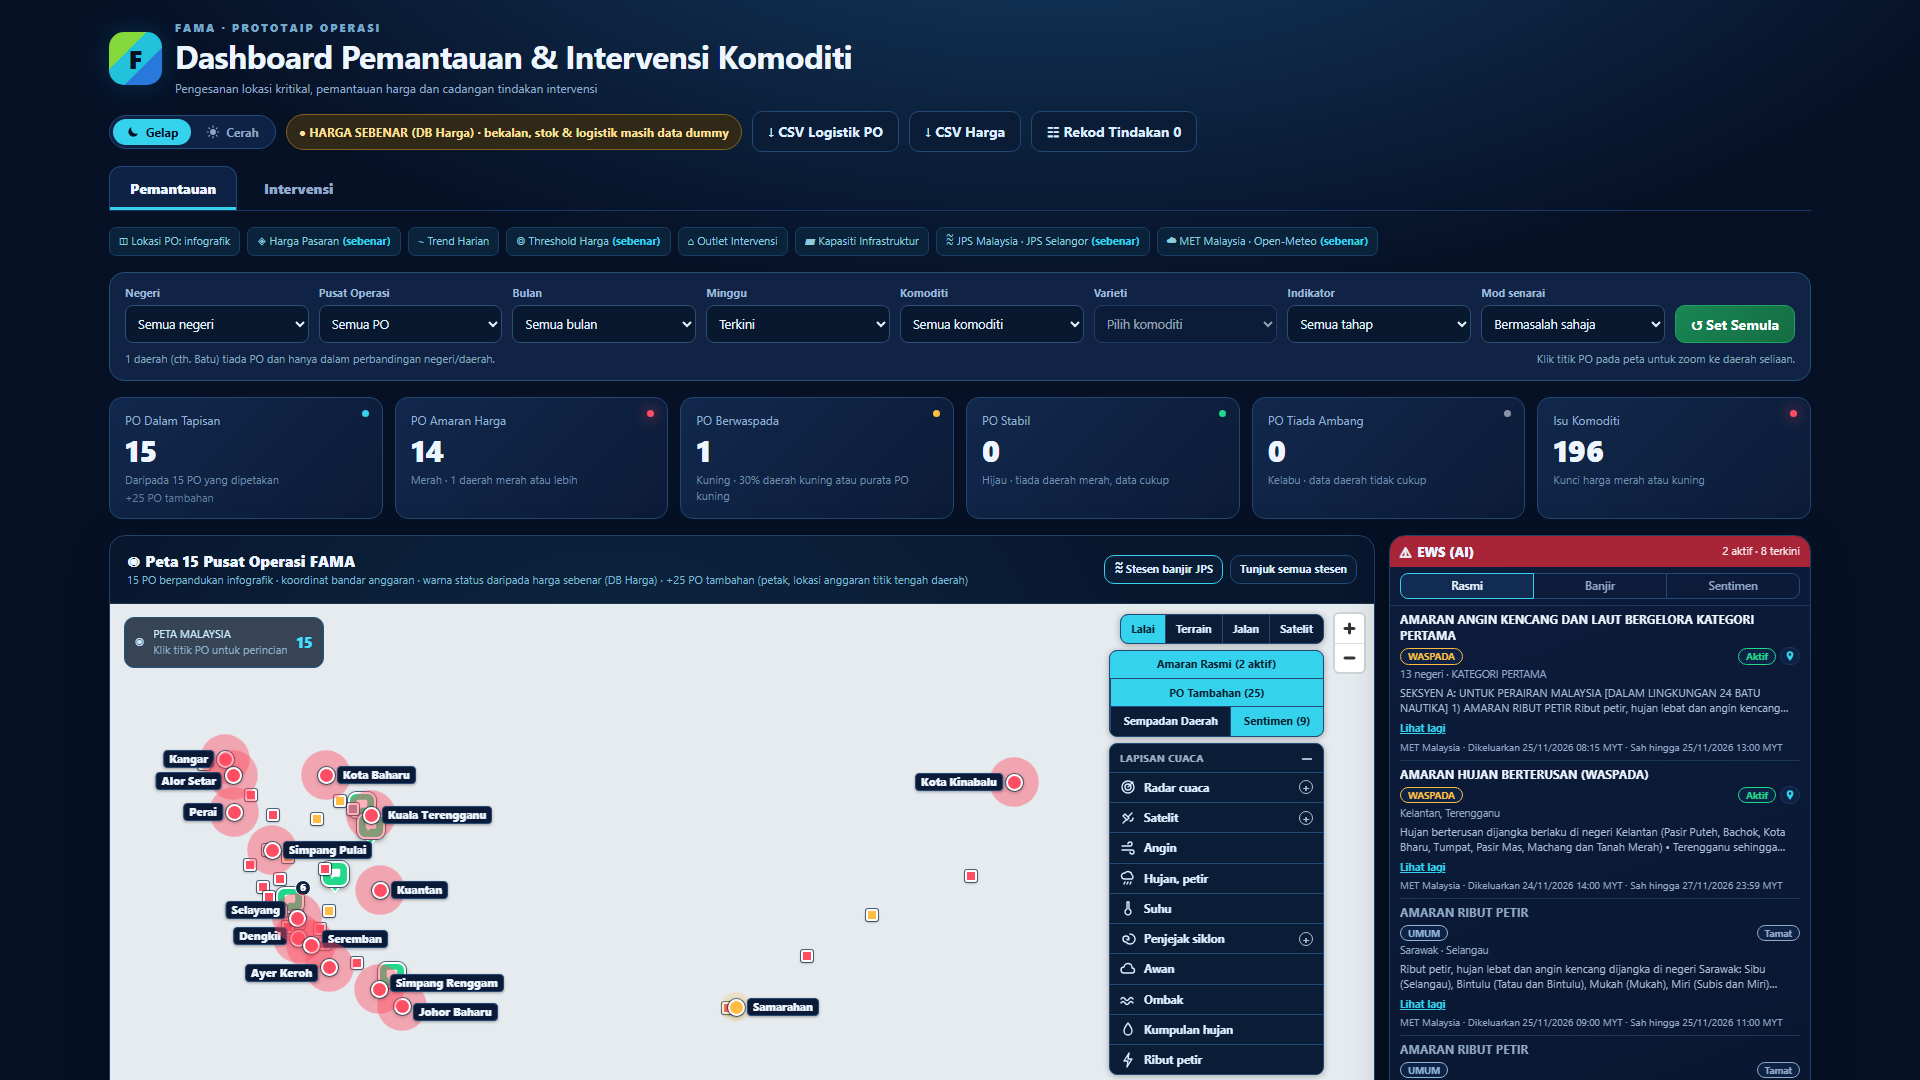 FAMA · PROTOTAIP OPERASI
F
Dashboard Pemantauan & Intervensi Komoditi
Pengesanan lokasi kritikal, pemantauan harga dan cadangan tindakan intervensi
Gelap
Cerah
● HARGA SEBENAR (DB Harga) · bekalan, stok & logistik masih data dummy
↓ CSV Logistik PO
↓ CSV Harga
Rekod Tindakan 0
Pemantauan
Intervensi
Lokasi PO: infografik
Harga Pasaran (sebenar)
Trend Harian
Threshold Harga (sebenar)
Outlet Intervensi
Kapasiti Infrastruktur
JPS Malaysia · JPS Selangor (sebenar)
MET Malaysia · Open-Meteo (sebenar)
Negeri
Pusat Operasi
Bulan
Minggu
Komoditi
Varieti
Indikator
Mod senarai
Semua negeri
Semua PO
Semua bulan
Terkini
Semua komoditi
Pilih komoditi
Semua tahap
Bermasalah sahaja
↺ Set Semula
1 daerah (cth. Batu) tiada PO dan hanya dalam perbandingan negeri/daerah.
Klik titik PO pada peta untuk zoom ke daerah seliaan.
PO Dalam Tapisan
15
Daripada 15 PO yang dipetakan
+25 PO tambahan
PO Amaran Harga
14
Merah · 1 daerah merah atau lebih
PO Berwaspada
1
Kuning · 30% daerah kuning atau purata PO
kuning
PO Stabil
0
Hijau · tiada daerah merah, data cukup
PO Tiada Ambang
0
Kelabu · data daerah tidak cukup
Isu Komoditi
196
Kunci harga merah atau kuning
Peta 15 Pusat Operasi FAMA
15 PO berpandukan infografik · koordinat bandar anggaran · warna status daripada harga sebenar (DB Harga) · +25 PO tambahan (petak, lokasi anggaran titik tengah daerah)
Stesen banjir JPS
Tunjuk semua stesen
PETA MALAYSIA
Klik titik PO untuk perincian
15
Lalai
Terrain
Jalan
Satelit
+
−
Amaran Rasmi (2 aktif)
PO Tambahan (25)
Sempadan Daerah
Sentimen (9)
LAPISAN CUACA
Radar cuaca
Satelit
Angin
Hujan, petir
Suhu
Penjejak siklon
Awan
Ombak
Kumpulan hujan
Ribut petir
Kangar
Alor Setar
Kota Baharu
Perai
Kuala Terengganu
Simpang Pulai
Kuantan
6
Selayang
Dengkil
Seremban
Ayer Keroh
Simpang Renggam
Johor Baharu
Kota Kinabalu
Samarahan
EWS (AI)
2 aktif · 8 terkini
Rasmi
Banjir
Sentimen
AMARAN ANGIN KENCANG DAN LAUT BERGELORA KATEGORI
PERTAMA
WASPADA
Aktif
13 negeri · KATEGORI PERTAMA
SEKSYEN A: UNTUK PERAIRAN MALAYSIA [DALAM LINGKUNGAN 24 BATU
NAUTIKA] 1) AMARAN RIBUT PETIR Ribut petir, hujan lebat dan angin kencang...
Lihat lagi
MET Malaysia · Dikeluarkan 25/11/2026 08:15 MYT · Sah hingga 25/11/2026 13:00 MYT
AMARAN HUJAN BERTERUSAN (WASPADA)
WASPADA
Aktif
Kelantan, Terengganu
Hujan berterusan dijangka berlaku di negeri Kelantan (Pasir Puteh, Bachok, Kota
Bharu, Tumpat, Pasir Mas, Machang dan Tanah Merah) • Terengganu sehingga...
Lihat lagi
MET Malaysia · Dikeluarkan 24/11/2026 14:00 MYT · Sah hingga 27/11/2026 23:59 MYT
AMARAN RIBUT PETIR
UMUM
Tamat
Sarawak · Selangau
Ribut petir, hujan lebat dan angin kencang dijangka di negeri Sarawak: Sibu
(Selangau), Bintulu (Tatau dan Bintulu), Mukah (Mukah), Miri (Subis dan Miri)...
Lihat lagi
MET Malaysia · Dikeluarkan 25/11/2026 09:00 MYT · Sah hingga 25/11/2026 11:00 MYT
AMARAN RIBUT PETIR
UMUM
Tamat